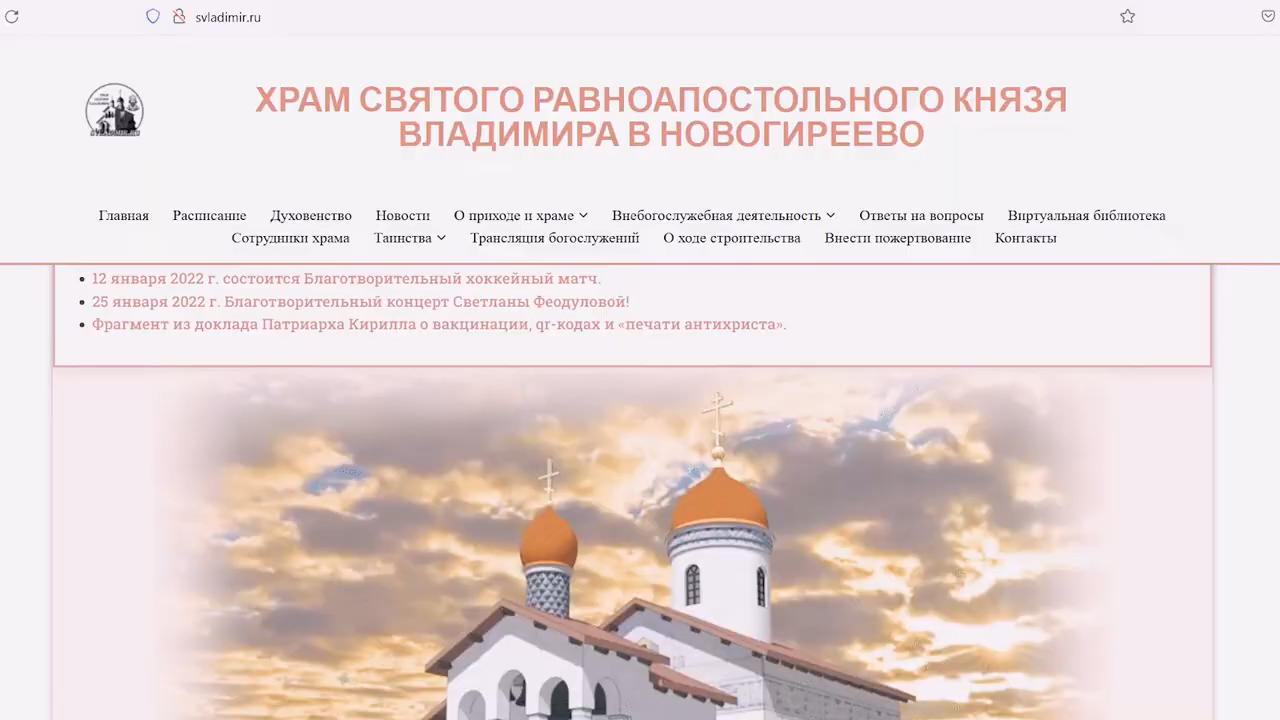 svladimir.ru
ХРАМ СВЯТОГО РАВНОАПОСТОЛЬНОГО КНЯЗЯ
ВЛАДИМИРА В НОВОГИРЕЕВО
Главная Расписание Духовенство Новости О приходе и храме Внебогослужебная деятельность Ответы на вопросы Виртуальная библиотека
Сотрудники храма Таинства Трансляция богослужений О ходе строительства Внести пожертвование Контакты
12 января 2022 г. состоится Благотворительный хоккейный матч.
25 января 2022 г. Благотворительный концерт Светланы Феодуловой!
Фрагмент из доклада Патриарха Кирилла о вакцинации, qr-кодах и «печати антихриста».